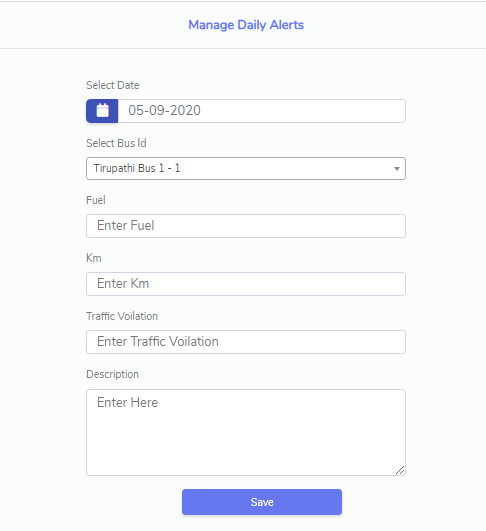 Manage Daily Alerts
Select Date
05-09-2020
Select Bus Id
Tirupathi Bus 1 - 1
Fuel
Enter Fuel
Km
Enter Km
Traffic Voilation
Enter Traffic Voilation
Description
Enter Here
Save